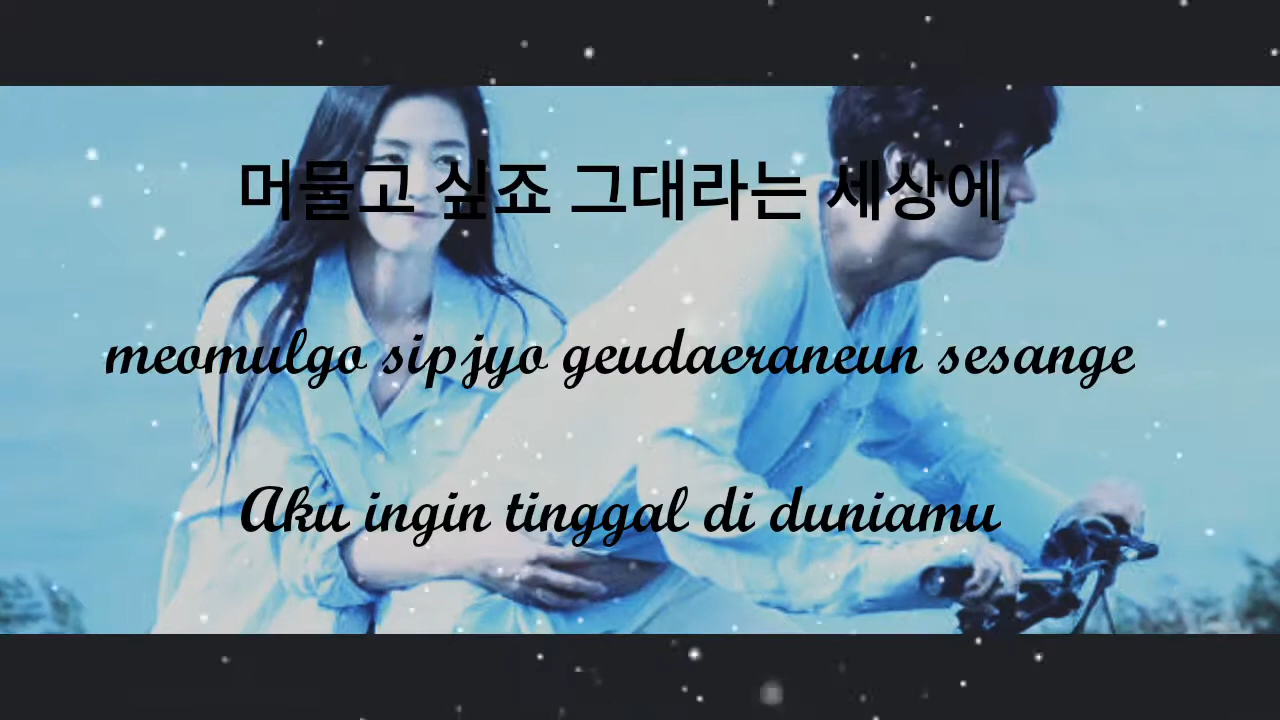 머물고 싶죠 그대라는 세상에
meomulgo sipjyo geudaeraneun sesange
Aku ingin tinggal di duniamu